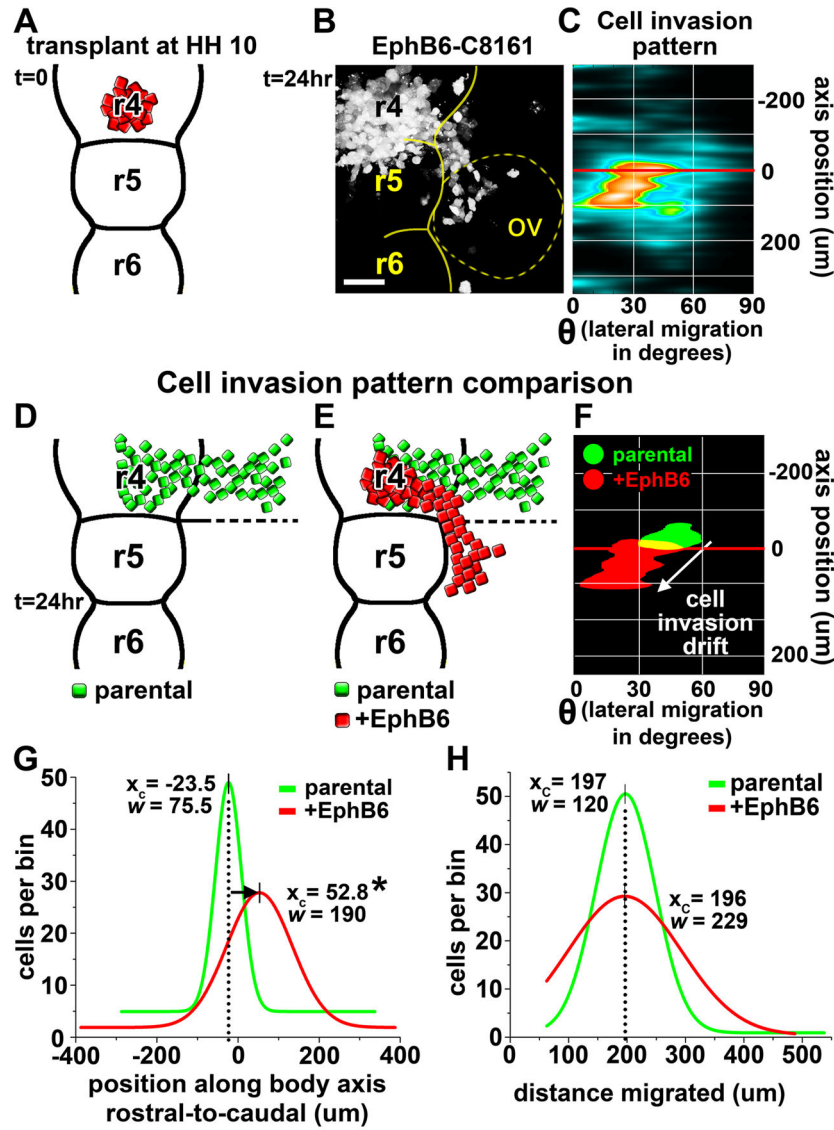 A
transplant at HH 10
t=0
r4
r5
r6
B
EphB6-C8161
t=24hr
r4
r5
r6
OV
C
Cell invasion
pattern
-200
0
200
axis position (um)
0 30 60 90
θ (lateral migration
in degrees)
Cell invasion pattern comparison
D
r4
r5
r6
t=24hr
parental
E
r4
r5
r6
parental
+EphB6
F
parental
+EphB6
cell
invasion
drift
-200
0
200
axis position (um)
0 30 60 90
θ (lateral migration
in degrees)
G
xc = -23.5
w = 75.5
parental
+EphB6
xc = 52.8*
w = 190
50
40
30
20
10
0
cells per bin
-400 -200 0 200 400
position along body axis
rostral-to-caudal (um)
H
xC = 197
w = 120
parental
+EphB6
xC = 196
w = 229
50
40
30
20
10
0
cells per bin
0 100 200 300 400 500
distance migrated (um)